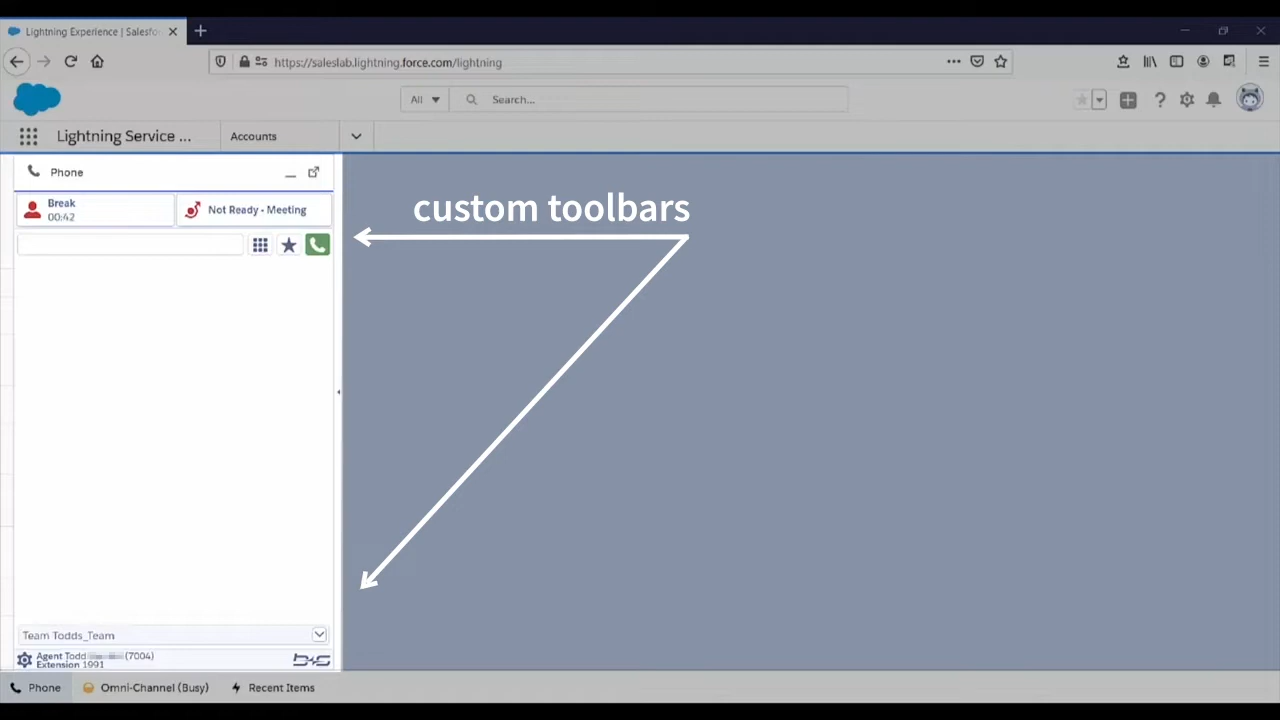 Lightning Experience | Salesfo
https://saleslab.lightning.force.com/lightning
All
Search...
Lightning Service ...
Accounts
Phone
Break
00:42
Not Ready - Meeting
custom toolbars
Team Todds_Team
Agent Todd (7004)
Extension 1991
Phone
Omni-Channel (Busy)
Recent Items